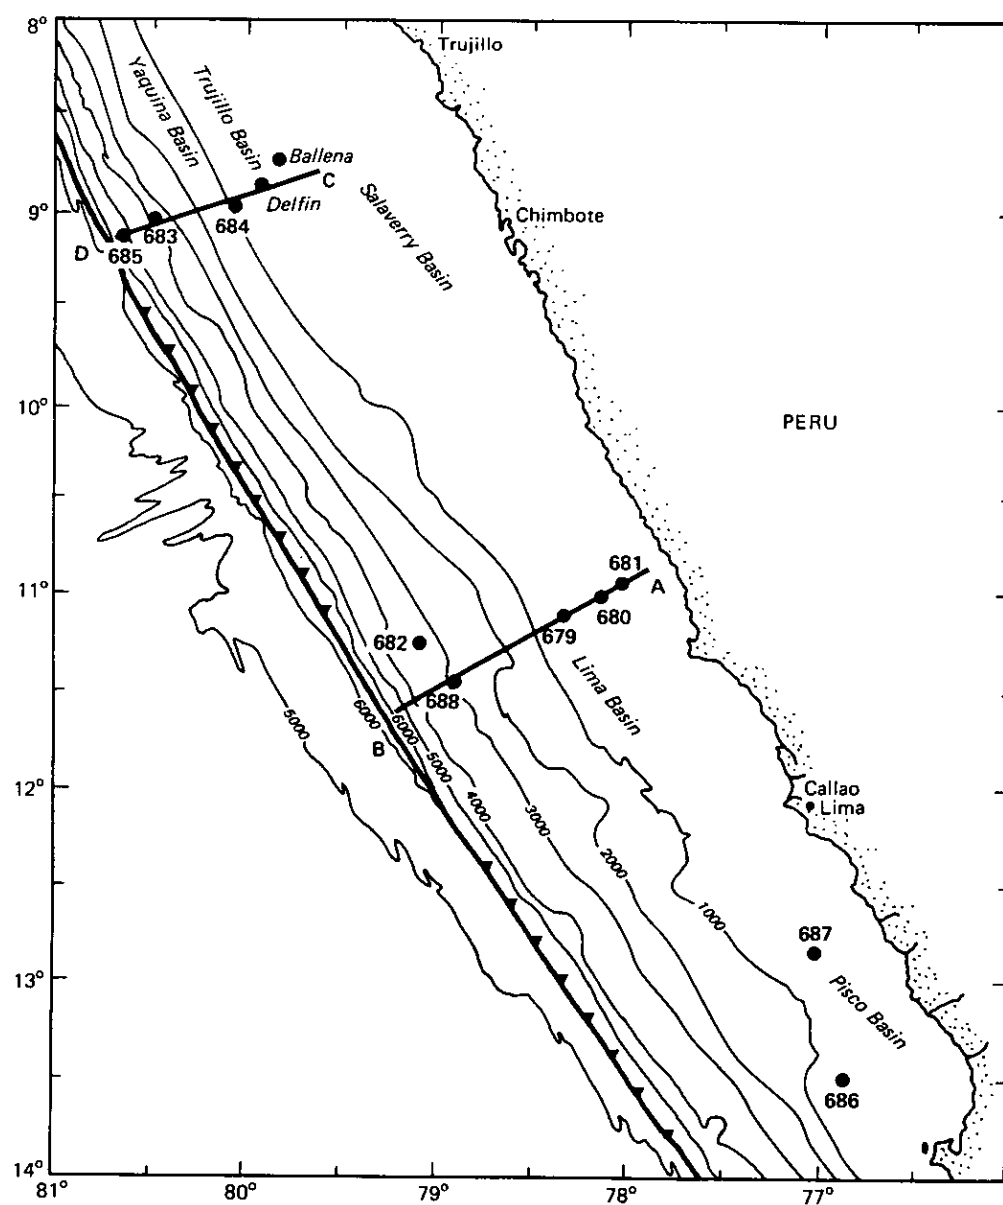 8°
Trujillo
Yaquina Basin
Trujillo Basin
Ballena
C
Delfin
Salaverry Basin
9°
Chimbote
683
684
D
685
10°
PERU
681
11°
A
680
679
682
Lima Basin
688
5000
6000
6000
B
5000
4000
3000
2000
1000
12°
Callao
Lima
687
13°
Pisco Basin
686
14°
81°
80°
79°
78°
77°